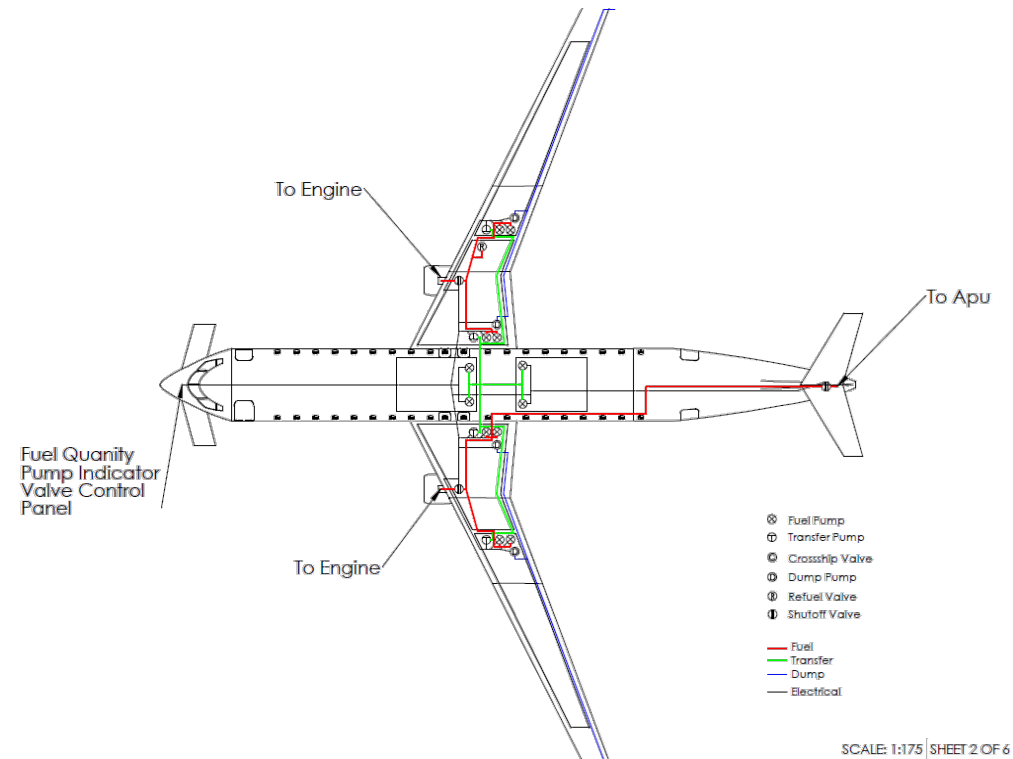 To Engine
To Apu
Fuel Quanity
Pump Indicator
Valve Control
Panel
To Engine
Fuel Pump
Transfer Pump
Crossship Valve
Dump Pump
Refuel Valve
Shutoff Valve
Fuel
Transfer
Dump
Electrical
SCALE: 1:175 SHEET 2 OF 6